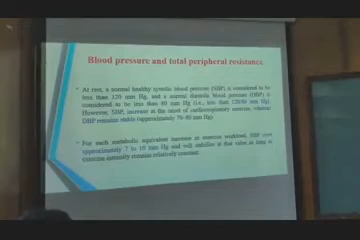 Blood pressure and total peripheral resistance
At rest, a normal healthy systolic blood pressure (SBP) is considered to be
less than 120 mm Hg, and a normal diastolic blood pressure (DBP) is
considered to be less than 80 mm Hg (i.e., less than 120/80 mm Hg).
However, SBP, increase at the onset of cardiorespiratory exercise, whereas
DBP remains stable (approximately 70-80 mm Hg)
For each metabolic equivalent increase in exercise workload, SBP rises
approximately 7 to 10 mm Hg and will stabilize at that value as long as
exercise intensity remains relatively constant.